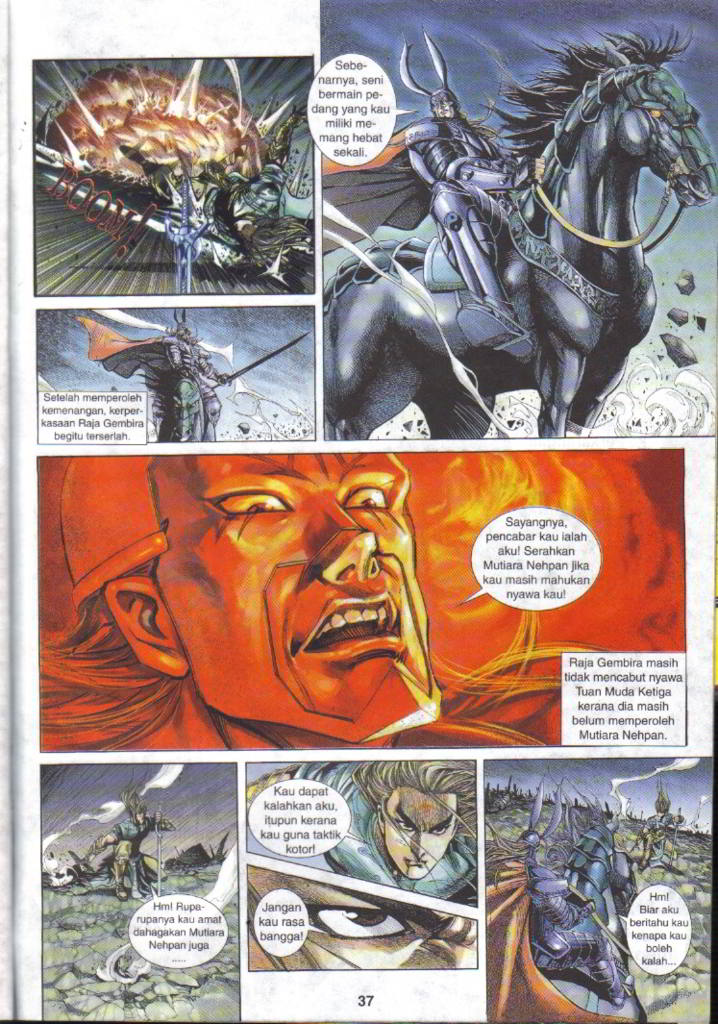 BOOM!
Sebe-
narnya, seni
bermain pe-
dang yang kau
miliki me-
mang hebat
sekali.
Setelah memperoleh
kemenangan, kerper-
kasaan Raja Gembira
begitu terserlah.
Sayangnya,
pencabar kau ialah
aku! Serahkan
Mutiara Nehpan jika
kau masih mahukan
nyawa kau!
Raja Gembira masih
tidak mencabut nyawa
Tuan Muda Ketiga
kerana dia masih
belum memperoleh
Mutiara Nehpan.
Hm! Rupa-
rupanya kau amat
dahagakan Mutiara
Nehpan juga
.....
Kau dapat
kalahkan aku,
itupun kerana
kau guna taktik
kotor!
Jangan
kau rasa
bangga!
Hm!
Biar aku
beritahu kau
kenapa kau
boleh
kalah...
37